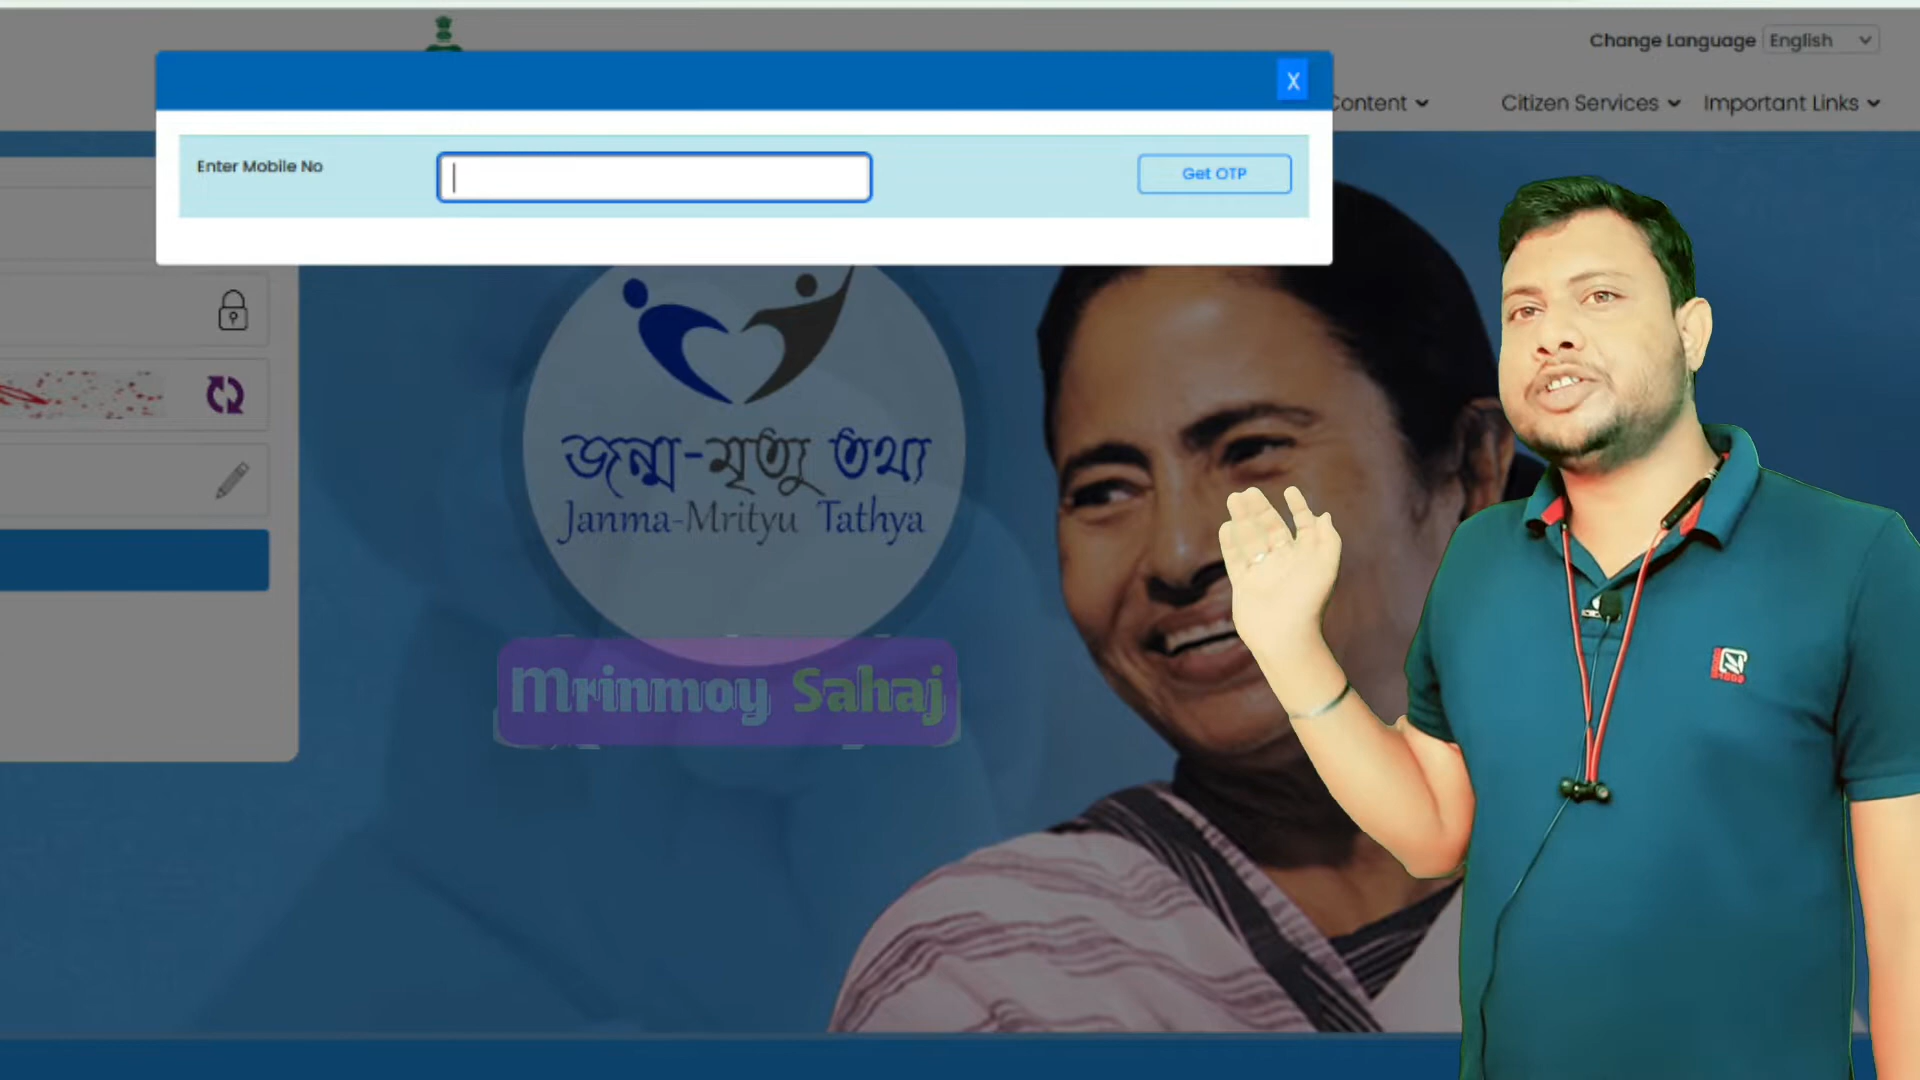 Change Language English
X
Content
Citizen Services
Important Links
Enter Mobile No
Get OTP
জন্ম-মৃত্যু তথ্য
Janma-Mrityu Tathya
Mrinmoy Sahaj